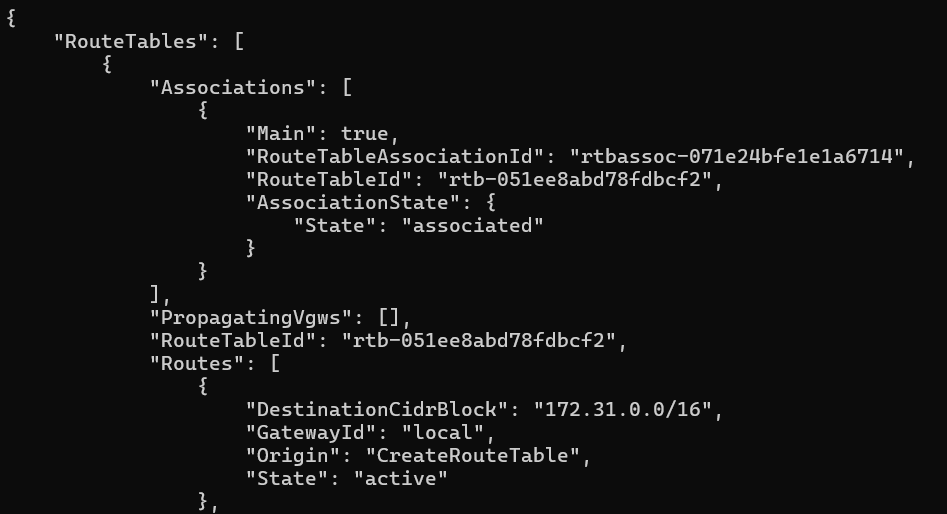 {
    "RouteTables": [
        {
            "Associations": [
                {
                    "Main": true,
                    "RouteTableAssociationId": "rtbassoc-071e24bfe1e1a6714",
                    "RouteTableId": "rtb-051ee8abd78fdbcf2",
                    "AssociationState": {
                        "State": "associated"
                    }
                }
            ],
            "PropagatingVgws": [],
            "RouteTableId": "rtb-051ee8abd78fdbcf2",
            "Routes": [
                {
                    "DestinationCidrBlock": "172.31.0.0/16",
                    "GatewayId": "local",
                    "Origin": "CreateRouteTable",
                    "State": "active"
                },